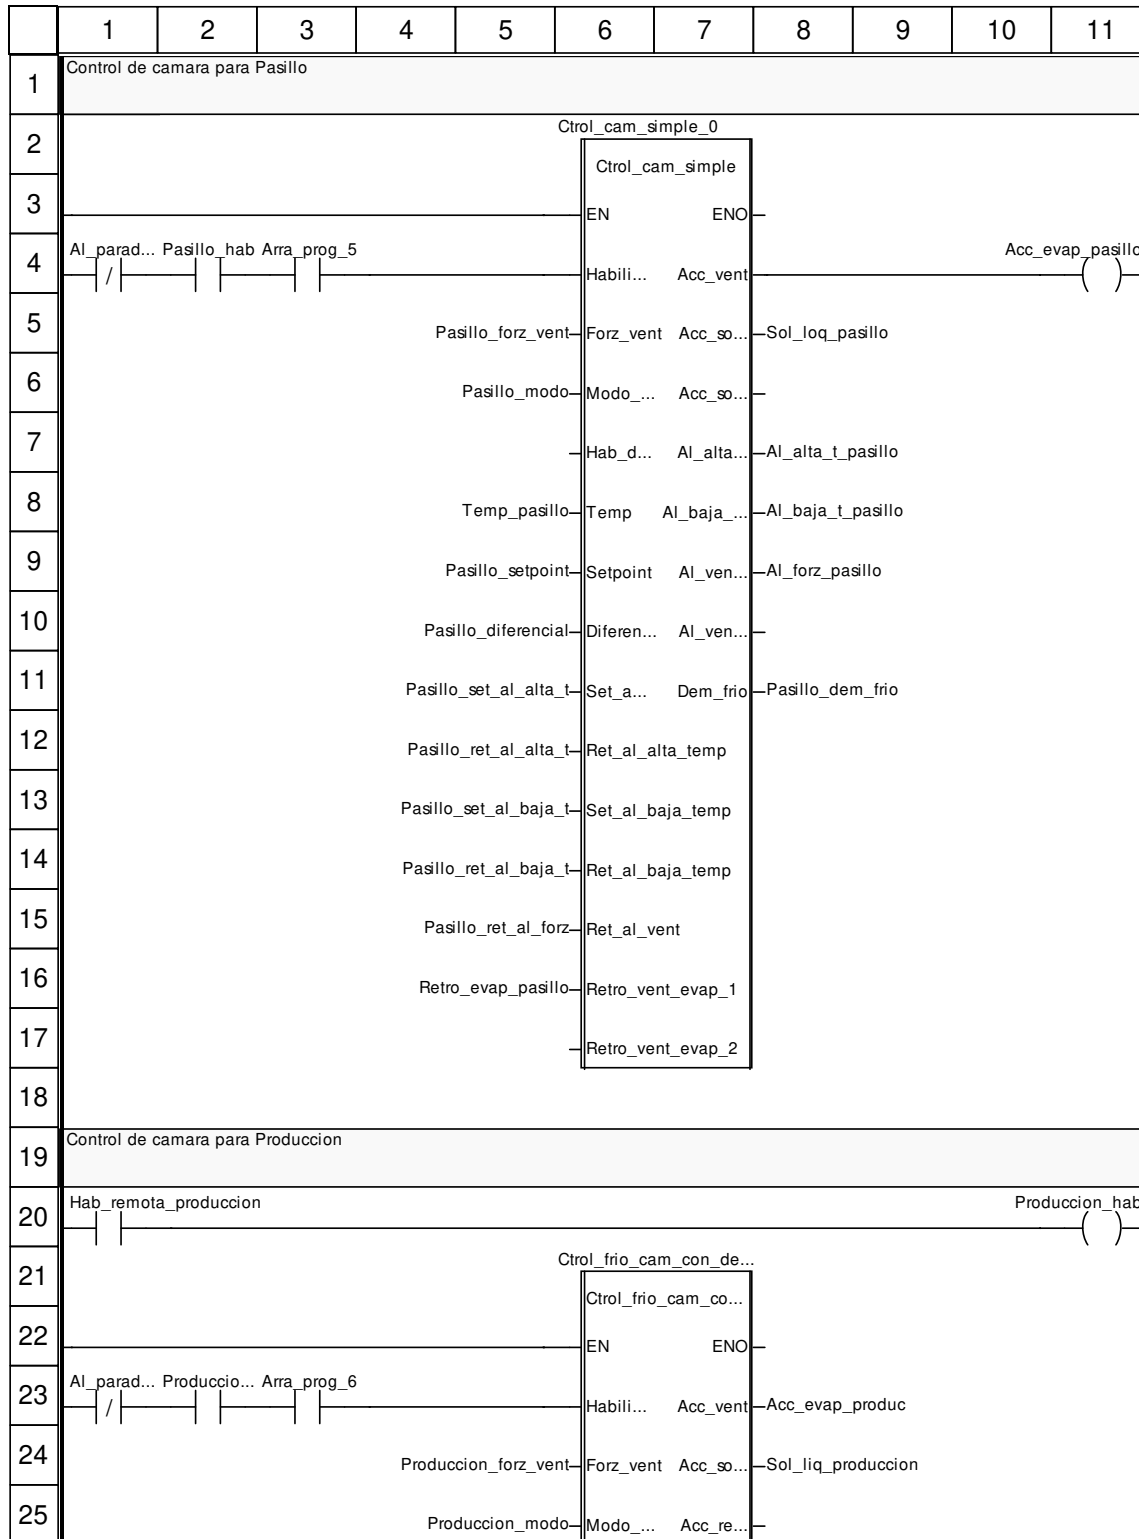 1 2 3 4 5 6 7 8 9 10 11
1 Control de camara para Pasillo
2 Ctrol_cam_simple_0
Ctrol_cam_simple
3 EN ENO
4 Al_parad... Pasillo_hab Arra_prog_5 Habili... Acc_vent Acc_evap_pasillo
5 Pasillo_forz_vent Forz_vent Acc_so... Sol_loq_pasillo
6 Pasillo_modo Modo_... Acc_so...
7 Hab_d... Al_alta... Al_alta_t_pasillo
8 Temp_pasillo Temp Al_baja_... Al_baja_t_pasillo
9 Pasillo_setpoint Setpoint Al_ven... Al_forz_pasillo
10 Pasillo_diferencial Diferen... Al_ven...
11 Pasillo_set_al_alta_t Set_a... Dem_frio Pasillo_dem_frio
12 Pasillo_ret_al_alta_t Ret_al_alta_temp
13 Pasillo_set_al_baja_t Set_al_baja_temp
14 Pasillo_ret_al_baja_t Ret_al_baja_temp
15 Pasillo_ret_al_forz Ret_al_vent
16 Retro_evap_pasillo Retro_vent_evap_1
17 Retro_vent_evap_2
18
19 Control de camara para Produccion
20 Hab_remota_produccion Produccion_hab
21 Ctrol_frio_cam_con_de...
Ctrol_frio_cam_co...
22 EN ENO
23 Al_parad... Produccio... Arra_prog_6 Habili... Acc_vent Acc_evap_produc
24 Produccion_forz_vent Forz_vent Acc_so... Sol_liq_produccion
25 Produccion_modo Modo_... Acc_re...